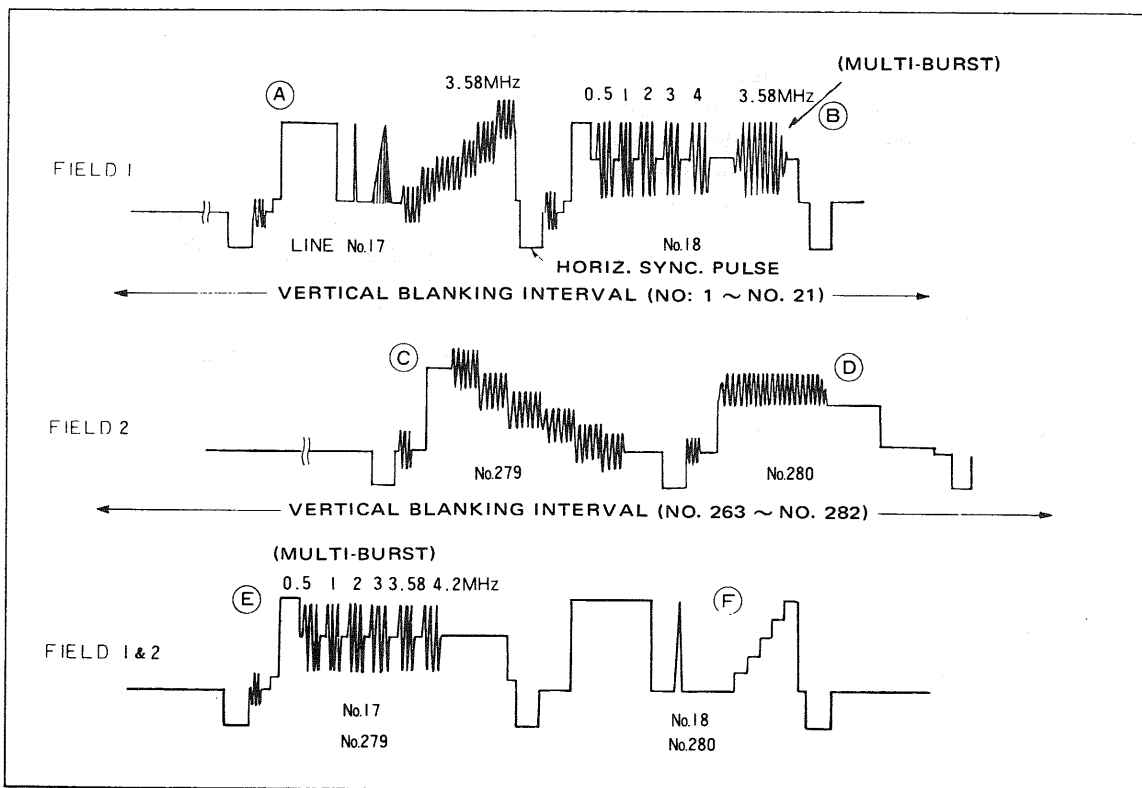 (MULTI-BURST)
3.58MHz
0.5 1 2 3 4 3.58MHz
A
B
FIELD 1
LINE No.17
No.18
HORIZ. SYNC. PULSE
VERTICAL BLANKING INTERVAL (NO: 1 ~ NO. 21)
C
D
FIELD 2
No.279
No.280
VERTICAL BLANKING INTERVAL (NO. 263 ~ NO. 282)
(MULTI-BURST)
0.5 1 2 3 3.58 4.2MHz
E
F
FIELD 1 & 2
No.17
No.18
No.279
No.280